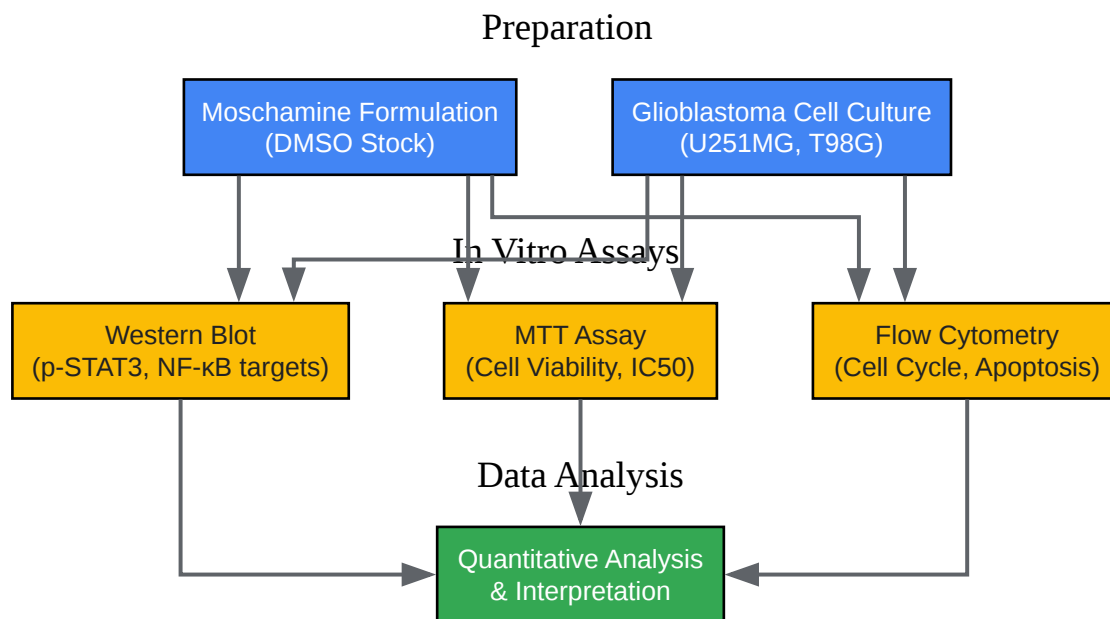 Preparation
Moschamine Formulation
(DMSO Stock)
Glioblastoma Cell Culture
(U251MG, T98G)
In Vitro Assays
Western Blot
(p-STAT3, NF-κB targets)
MTT Assay
(Cell Viability, IC50)
Flow Cytometry
(Cell Cycle, Apoptosis)
Data Analysis
Quantitative Analysis
& Interpretation